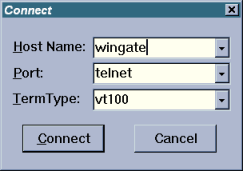 Connect
Host Name: wingate
Port: telnet
TermType: vt100
Connect Cancel